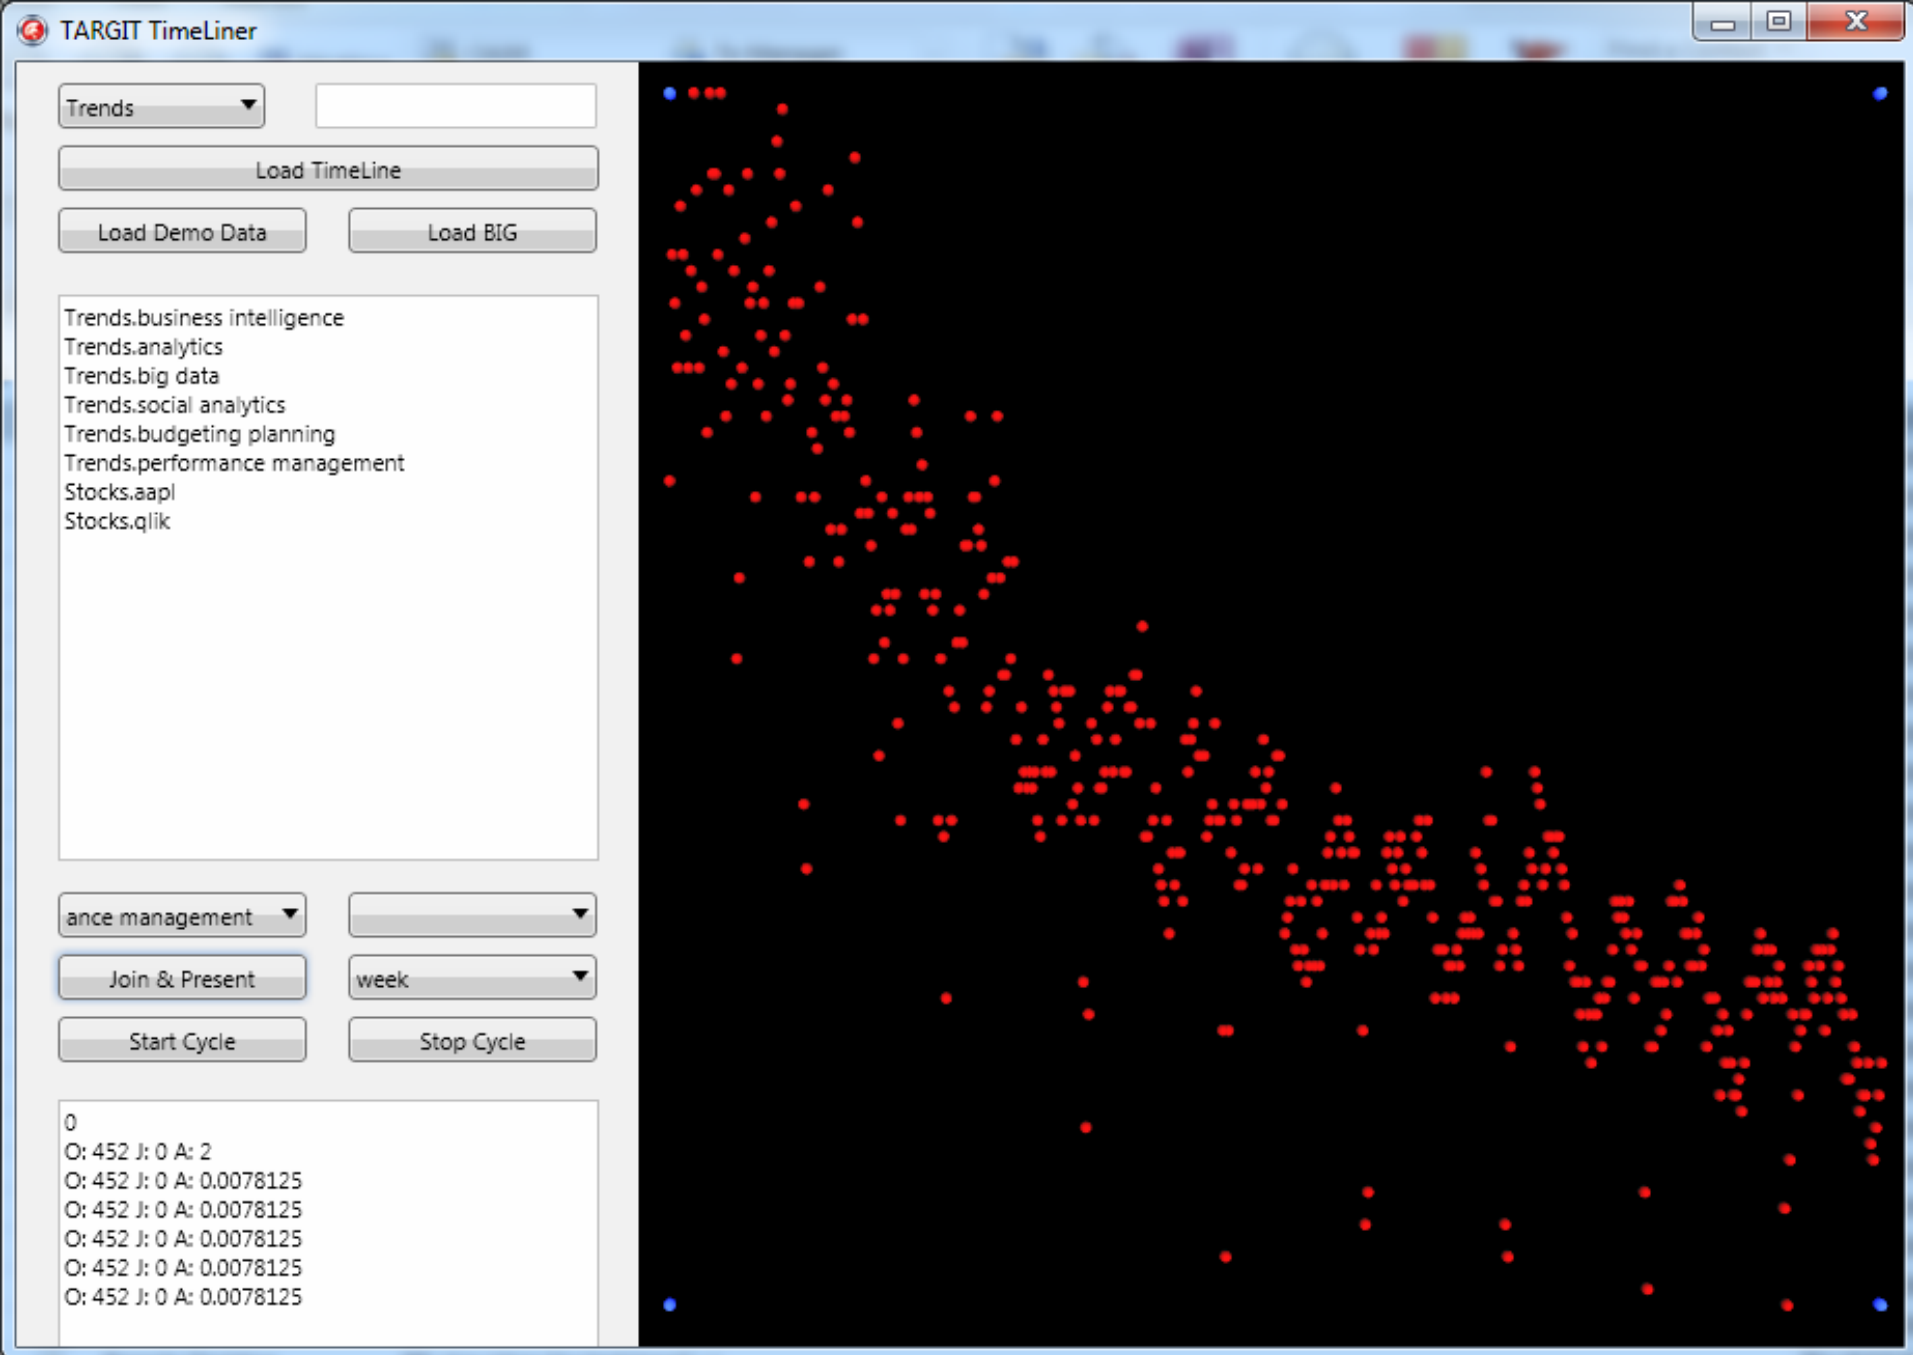 TARGIT TimeLiner
Trends
Load TimeLine
Load Demo Data
Load BIG
Trends.business intelligence
Trends.analytics
Trends.big data
Trends.social analytics
Trends.budgeting planning
Trends.performance management
Stocks.aapl
Stocks.qlik
ance management
Join & Present
week
Start Cycle
Stop Cycle
0
O: 452 J: 0 A: 2
O: 452 J: 0 A: 0.0078125
O: 452 J: 0 A: 0.0078125
O: 452 J: 0 A: 0.0078125
O: 452 J: 0 A: 0.0078125
O: 452 J: 0 A: 0.0078125